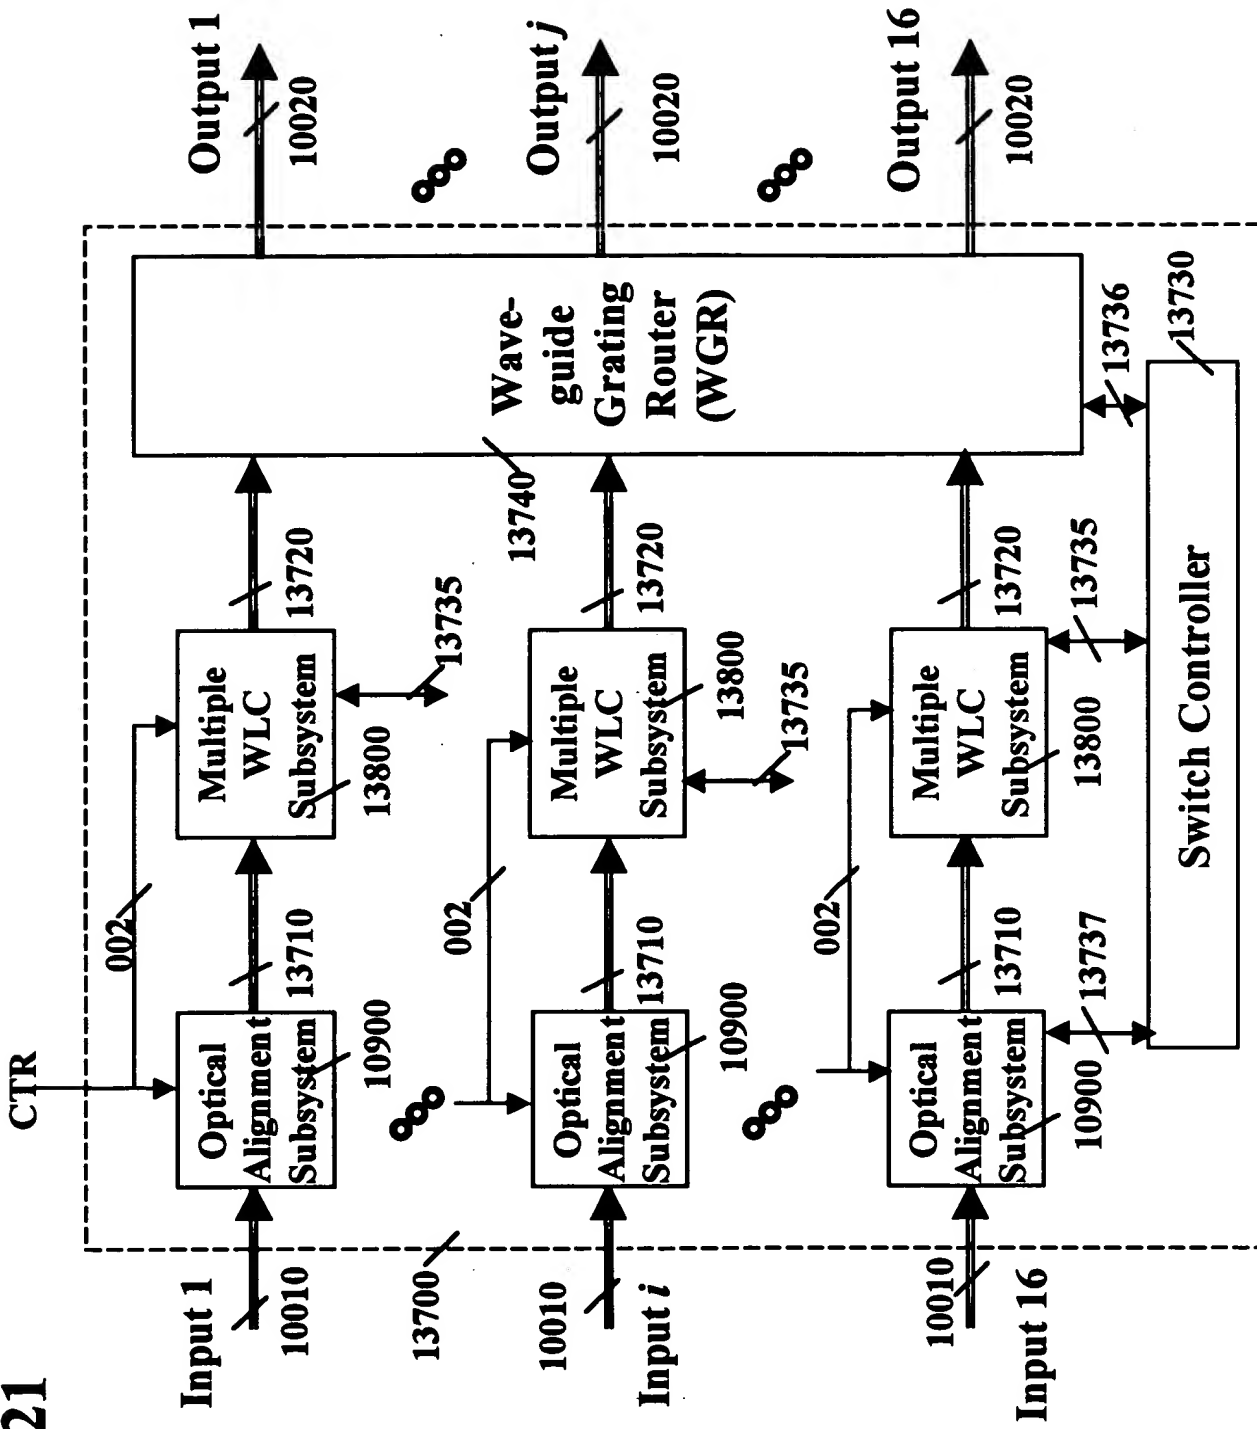 21
CTR
Input 1
10010
Optical
Alignment
Subsystem
10900
002
13710
Multiple
WLC
Subsystem
13800
13735
13720
Output 1
10020
13700
10010
Input i
Optical
Alignment
Subsystem
10900
002
13710
Multiple
WLC
Subsystem
13800
13735
13720
13740
Wave-
guide
Grating
Router
(WGR)
Output j
10020
10010
Input 16
Optical
Alignment
Subsystem
10900
002
13710
13737
Multiple
WLC
Subsystem
13800
13735
13720
13736
Output 16
10020
Switch Controller
13730